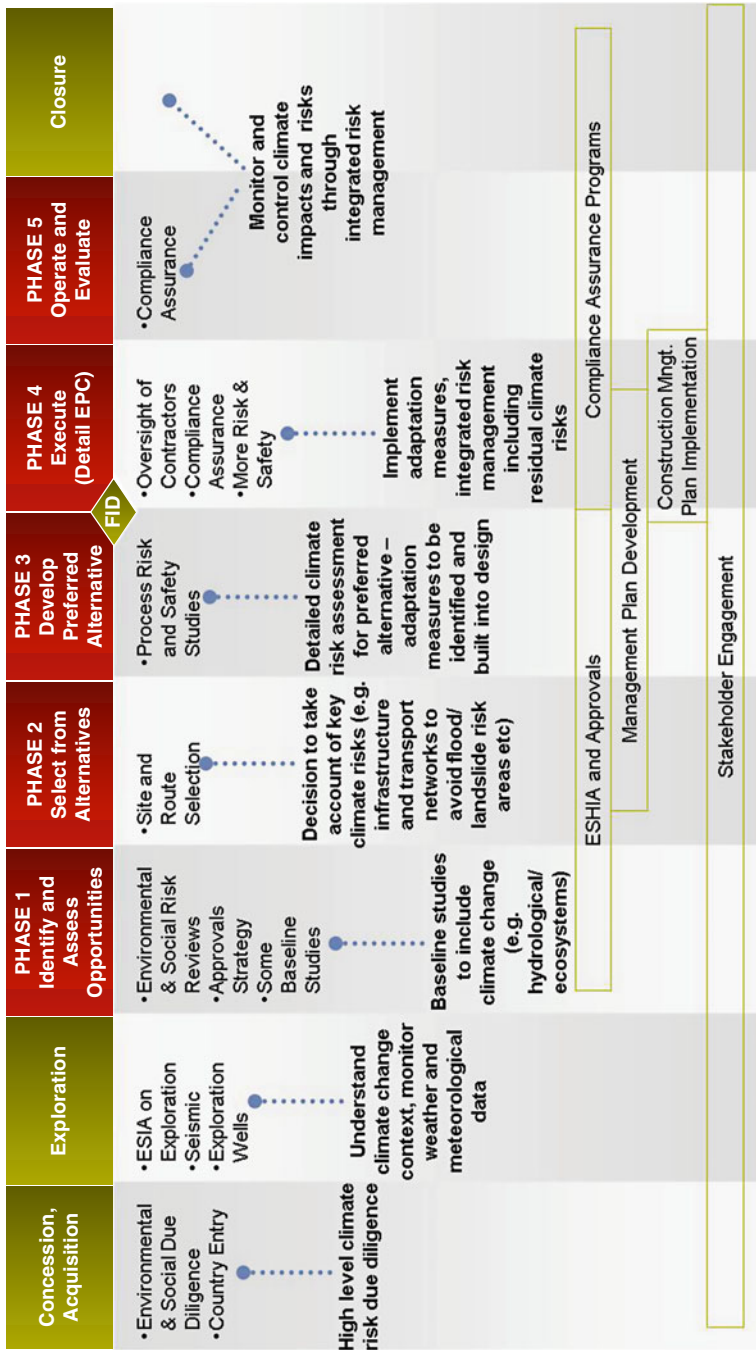 Concession,
Acquisition
Exploration
PHASE 1
Identify and
Assess
Opportunities
PHASE 2
Select from
Alternatives
PHASE 3
Develop
Preferred
Alternative
FID
PHASE 4
Execute
(Detail EPC)
PHASE 5
Operate and
Evaluate
Closure
•Environmental
& Social Due
Diligence
•Country Entry
High level climate
risk due diligence
•ESIA on
Exploration
•Seismic
•Exploration
Wells
Understand
climate change
context, monitor
weather and
meteorological
data
•Environmental
& Social Risk
Reviews
•Approvals
Strategy
•Some
Baseline
Studies
Baseline studies
to include
climate change
(e.g.
hydrological/
ecosystems)
•Site and
Route
Selection
Decision to take
account of key
climate risks (e.g.
infrastructure
and transport
networks to
avoid flood/
landslide risk
areas etc)
•Process Risk
and Safety
Studies
Detailed climate
risk assessment
for preferred
alternative –
adaptation
measures to be
identified and
built into design
•Oversight of
Contractors
•Compliance
Assurance
•More Risk &
Safety
Implement
adaptation
measures,
integrated risk
management
including
residual climate
risks
•Compliance
Assurance
Monitor and
control climate
impacts and risks
through
integrated risk
management
ESHIA and Approvals
Compliance Assurance Programs
Management Plan Development
Construction Mngt.
Plan Implementation
Stakeholder Engagement